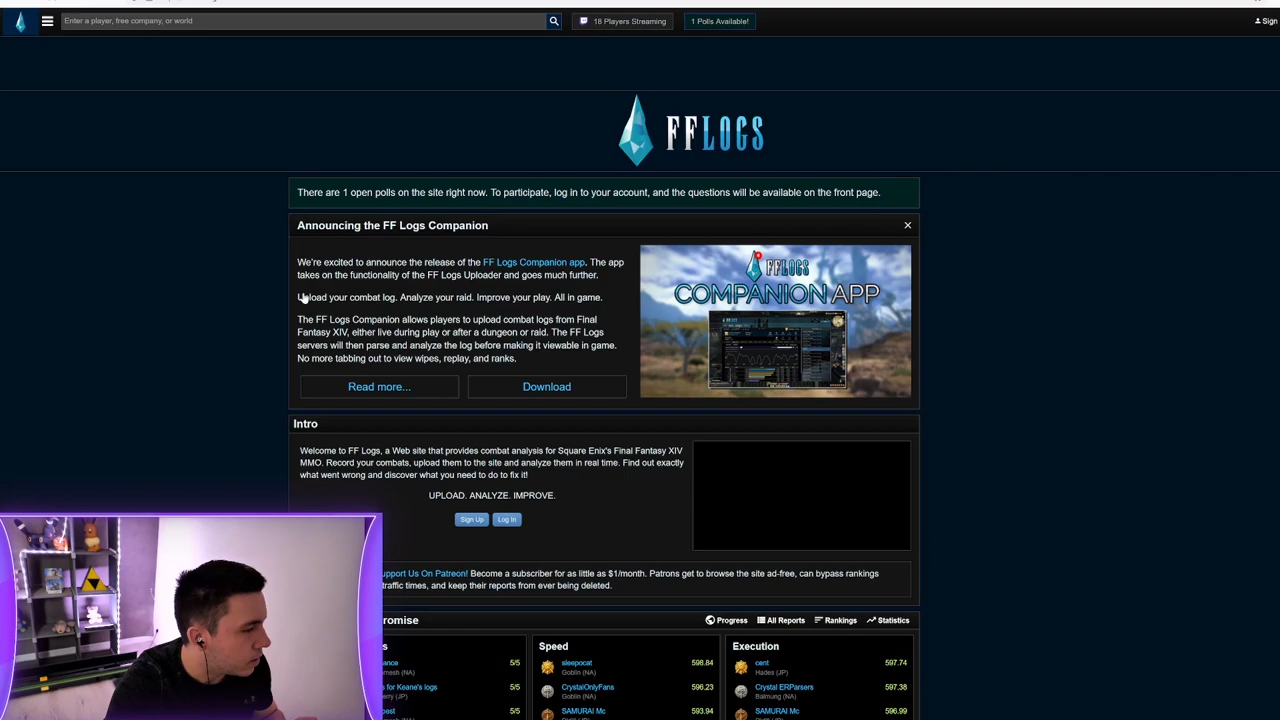 Enter a player, free company, or world
18 Players Streaming
1 Polls Available!
Sign
FFLOGS
There are 1 open polls on the site right now. To participate, log in to your account, and the questions will be available on the front page.
Announcing the FF Logs Companion
We're excited to announce the release of the FF Logs Companion app. The app
takes on the functionality of the FF Logs Uploader and goes much further.
Upload your combat log. Analyze your raid. Improve your play. All in game.
The FF Logs Companion allows players to upload combat logs from Final
Fantasy XIV, either live during play or after a dungeon or raid. The FF Logs
servers will then parse and analyze the log before making it viewable in game.
No more tabbing out to view wipes, replay, and ranks.
Read more...
Download
FFLOGS
COMPANION APP
Intro
Welcome to FF Logs, a Web site that provides combat analysis for Square Enix's Final Fantasy XIV
MMO. Record your combats, upload them to the site and analyze them in real time. Find out exactly
what went wrong and discover what you need to do to fix it!
UPLOAD. ANALYZE. IMPROVE.
Sign Up
Log In
upport Us On Patreon! Become a subscriber for as little as $1/month. Patrons get to browse the site ad-free, can bypass rankings
traffic times, and keep their reports from ever being deleted.
romise
Progress
All Reports
Rankings
Statistics
s
ance 5/5
mesh (NA)
s for Keane's logs 5/5
erry (JP)
pest 5/5
Speed
sleepocat 598.84
Goblin (NA)
CrystalOnlyFans 596.23
Goblin (NA)
SAMURAI Mc 593.94
Execution
cent 597.74
Hades (JP)
Crystal ERParsers 597.38
Balmung (NA)
SAMURAI Mc 596.99